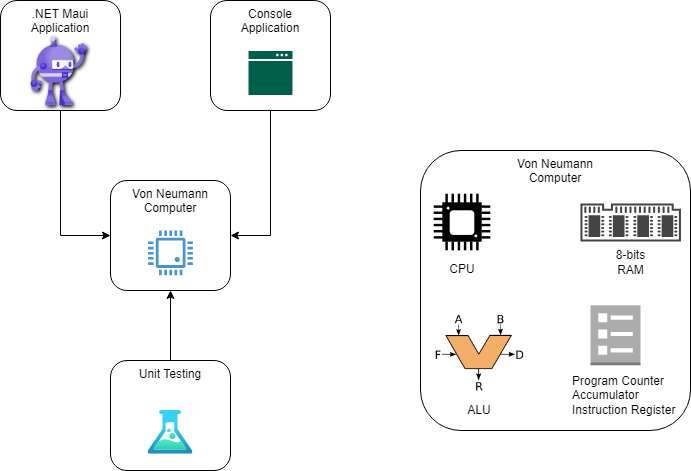 .NET Maui
Application
Console
Application
Von Neumann
Computer
Unit Testing
Von Neumann
Computer
CPU
8-bits
RAM
A
B
F
D
R
ALU
Program Counter
Accumulator
Instruction Register